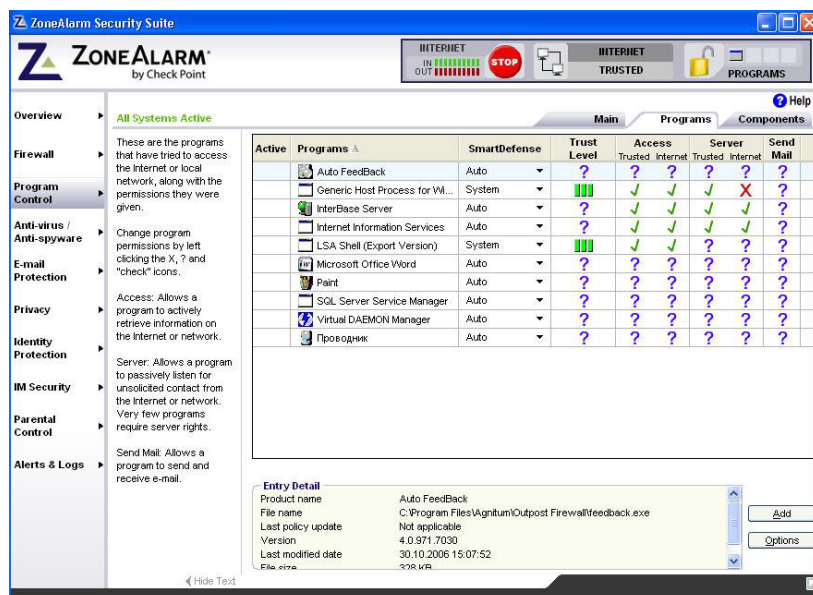 ZoneAlarm Security Suite
ZONEALARM
by Check Point
INTERNET
IN
OUT
STOP
INTERNET
TRUSTED
PROGRAMS
Help
Overview
Firewall
Program
Control
Anti-virus /
Anti-spyware
E-mail
Protection
Privacy
Identity
Protection
IM Security
Parental
Control
Alerts & Logs
All Systems Active
Main Programs Components
These are the programs
that have tried to access
the Internet or local
network, along with the
permissions they were
given.
Change program
permissions by left
clicking the X, ? and
"check" icons.
Access: Allows a
program to actively
retrieve information on
the Internet or network.
Server: Allows a program
to passively listen for
unsolicited contact from
the Internet or network.
Very few programs
require server rights.
Send Mail: Allows a
program to send and
receive e-mail.
Hide Text
Active Programs SmartDefense Trust Level Access Server Send Mail
Trusted Internet Trusted Internet
Auto FeedBack Auto ? ? ? ? ? ?
Generic Host Process for Wi... System X ?
InterBase Server Auto ? ?
Internet Information Services Auto ? ?
LSA Shell (Export Version) System ? ? ?
Microsoft Office Word Auto ? ? ? ? ? ?
Paint Auto ? ? ? ? ? ?
SQL Server Service Manager Auto ? ? ? ? ? ?
Virtual DAEMON Manager Auto ? ? ? ? ? ?
Проводник Auto ? ? ? ? ? ?
Entry Detail
Product name Auto FeedBack
File name C:\Program Files\Agnitum\Outpost Firewall\feedback.exe
Last policy update Not applicable
Version 4.0.971.7030
Last modified date 30.10.2006 15:07:52
File size 328 KB
Add
Options